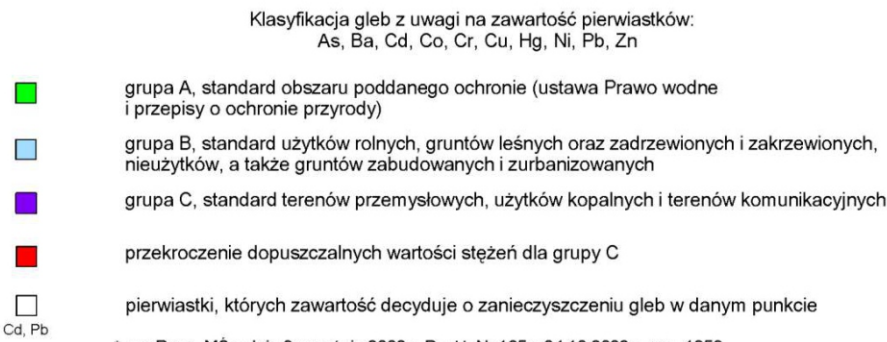 Klasyfikacja gleb z uwagi na zawartość pierwiastków:
As, Ba, Cd, Co, Cr, Cu, Hg, Ni, Pb, Zn
grupa A, standard obszaru poddanego ochronie (ustawa Prawo wodne
i przepisy o ochronie przyrody)
grupa B, standard użytków rolnych, gruntów leśnych oraz zadrzewionych i zakrzewionych,
nieużytków, a także gruntów zabudowanych i zurbanizowanych
grupa C, standard terenów przemysłowych, użytków kopalnych i terenów komunikacyjnych
przekroczenie dopuszczalnych wartości stężeń dla grupy C
pierwiastki, których zawartość decyduje o zanieczyszczeniu gleb w danym punkcie
Cd, Pb